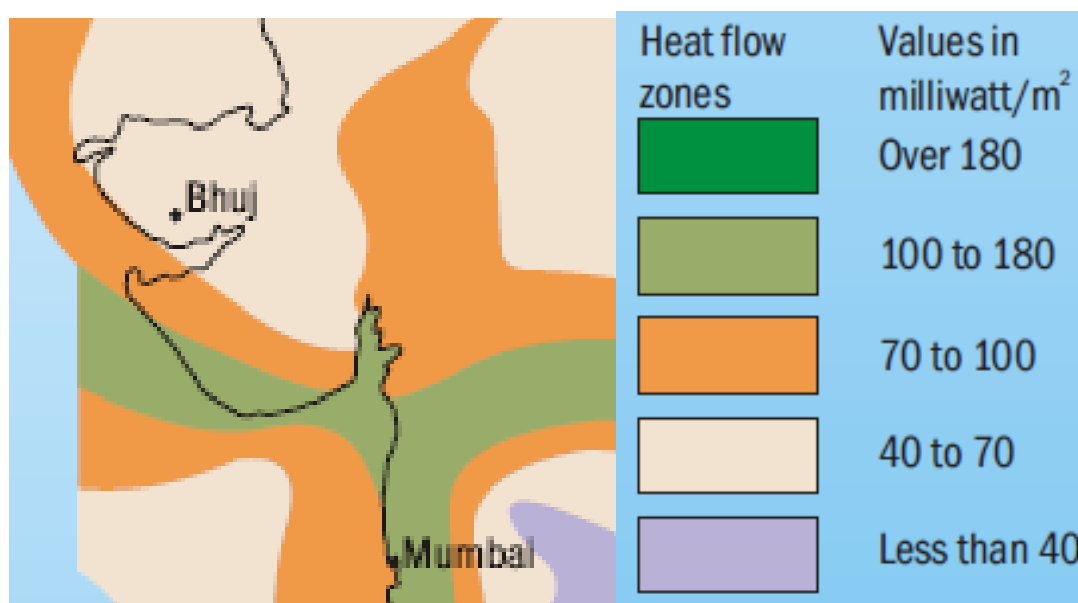 Bhuj
Mumbai
Heat flow
zones
Values in
milliwatt/m²
Over 180
100 to 180
70 to 100
40 to 70
Less than 40